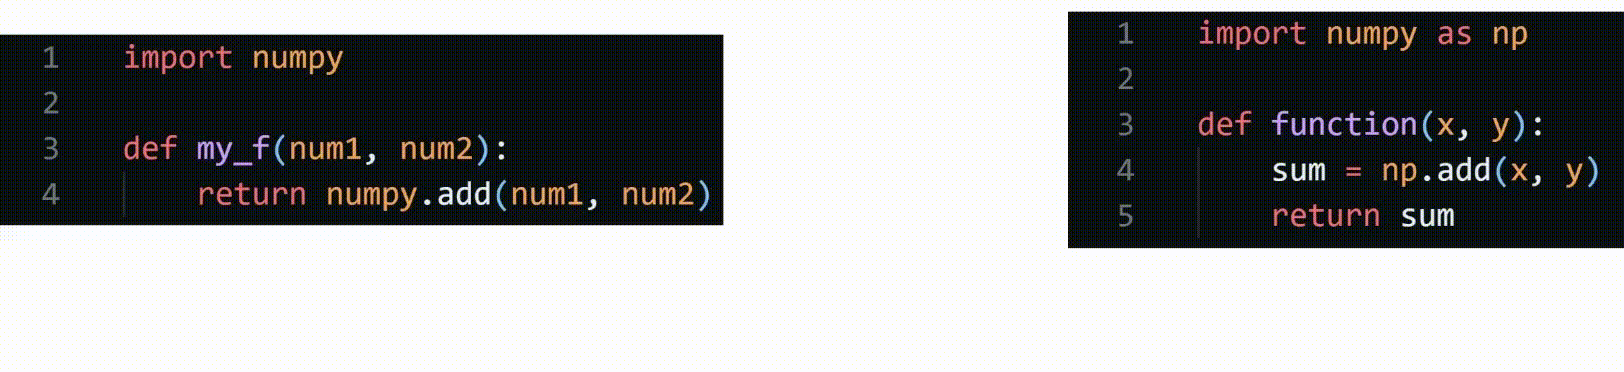 1 import numpy
2
3 def my_f(num1, num2):
4     return numpy.add(num1, num2)
1 import numpy as np
2
3 def function(x, y):
4     sum = np.add(x, y)
5     return sum